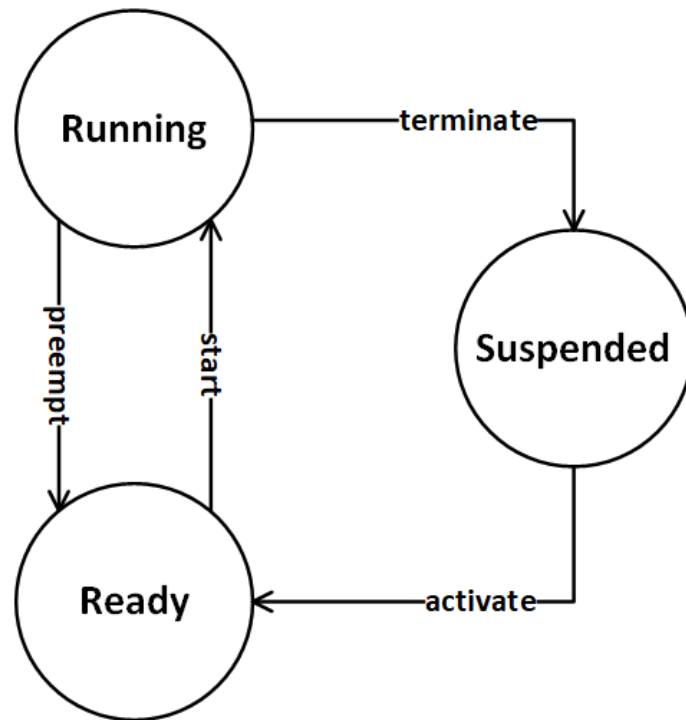 Running
terminate
preempt
start
Suspended
Ready
activate